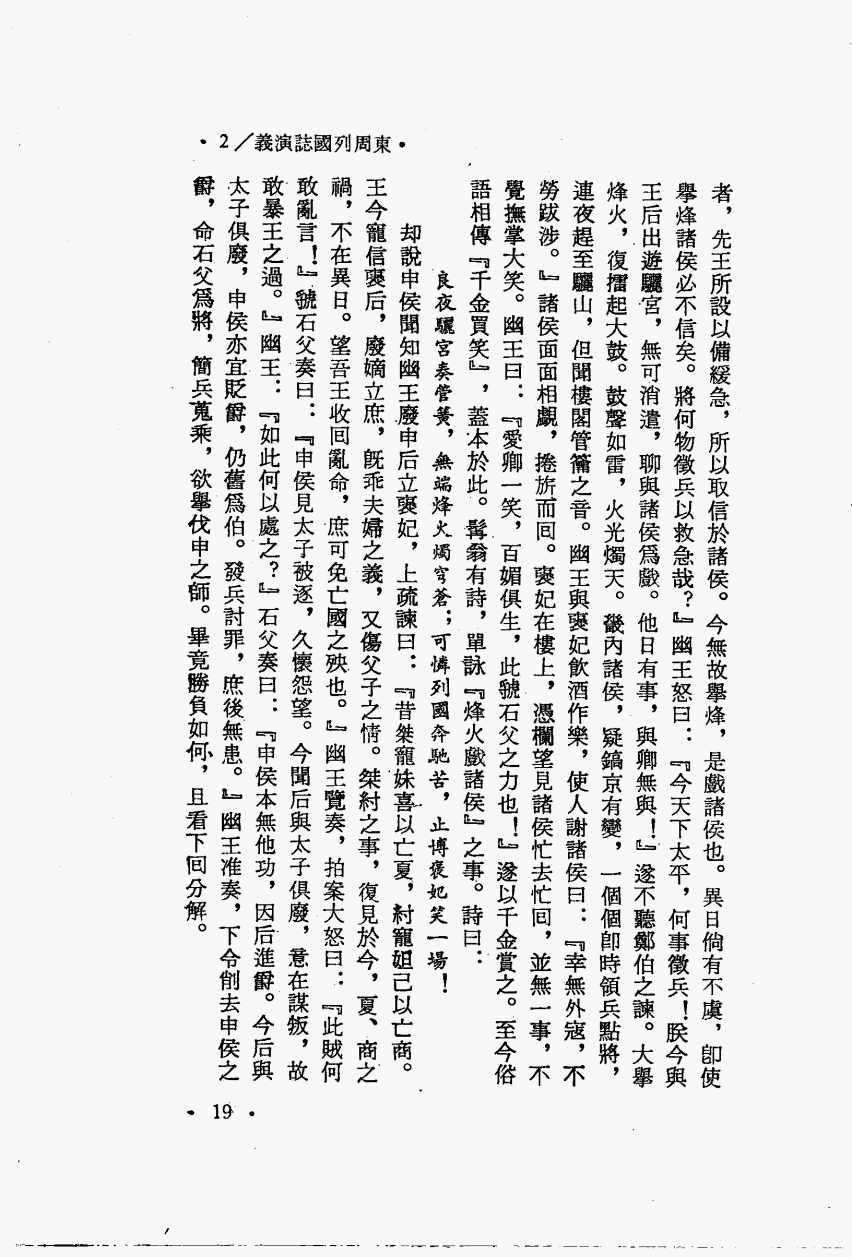 •東周列國誌演義／2•
者，先王所設以備緩急，所以取信於諸侯。今無故擧烽，是戲諸侯也。異日倘有不虞，卽使
擧烽諸侯必不信矣。將何物徵兵以救急哉？』幽王怒曰：『今天下太平，何事徵兵！朕今與
王后出遊驪宮，無可消遣，聊與諸侯爲戲。他日有事，與卿無與！』遂不聽鄭伯之諫。大擧
烽火，復擂起大鼓。鼓聲如雷，火光燭天。畿內諸侯，疑鎬京有變，一個個卽時領兵點將，
連夜趕至驪山，但聞樓閣管籥之音。幽王與褒妃飮酒作樂，使人謝諸侯曰：『幸無外寇，不
勞跋涉。』諸侯面面相覷，捲旂而回。褒妃在樓上，憑欄望見諸侯忙去忙回，並無一事，不
覺撫掌大笑。幽王曰：『愛卿一笑，百媚俱生，此虢石父之力也！』遂以千金賞之。至今俗
語相傳『千金買笑』，蓋本於此。髯翁有詩，單詠『烽火戲諸侯』之事。詩曰：
良夜驪宮奏管簧，無端烽火燭穹蒼；可憐列國奔馳苦，止博褒妃笑一場！
却說申侯聞知幽王廢申后立褒妃，上疏諫曰：『昔桀寵妹喜以亡夏，紂寵妲己以亡商。
王今寵信褒后，廢嫡立庶，旣乖夫婦之義，又傷父子之情。桀紂之事，復見於今，夏、商之
禍，不在異日。望吾王收回亂命，庶可免亡國之殃也。』幽王覽奏，拍案大怒曰：『此賊何
敢亂言！』虢石父奏曰：『申侯見太子被逐，久懷怨望。今聞后與太子俱廢，意在謀叛，故
敢暴王之過。』幽王：『如此何以處之？』石父奏曰：『申侯本無他功，因后進爵。今后與
太子俱廢，申侯亦宜貶爵，仍舊爲伯。發兵討罪，庶後無患。』幽王准奏，下令削去申侯之
爵，命石父爲將，簡兵蒐乘，欲擧伐申之師。畢竟勝負如何，且看下回分解。
• 19 •